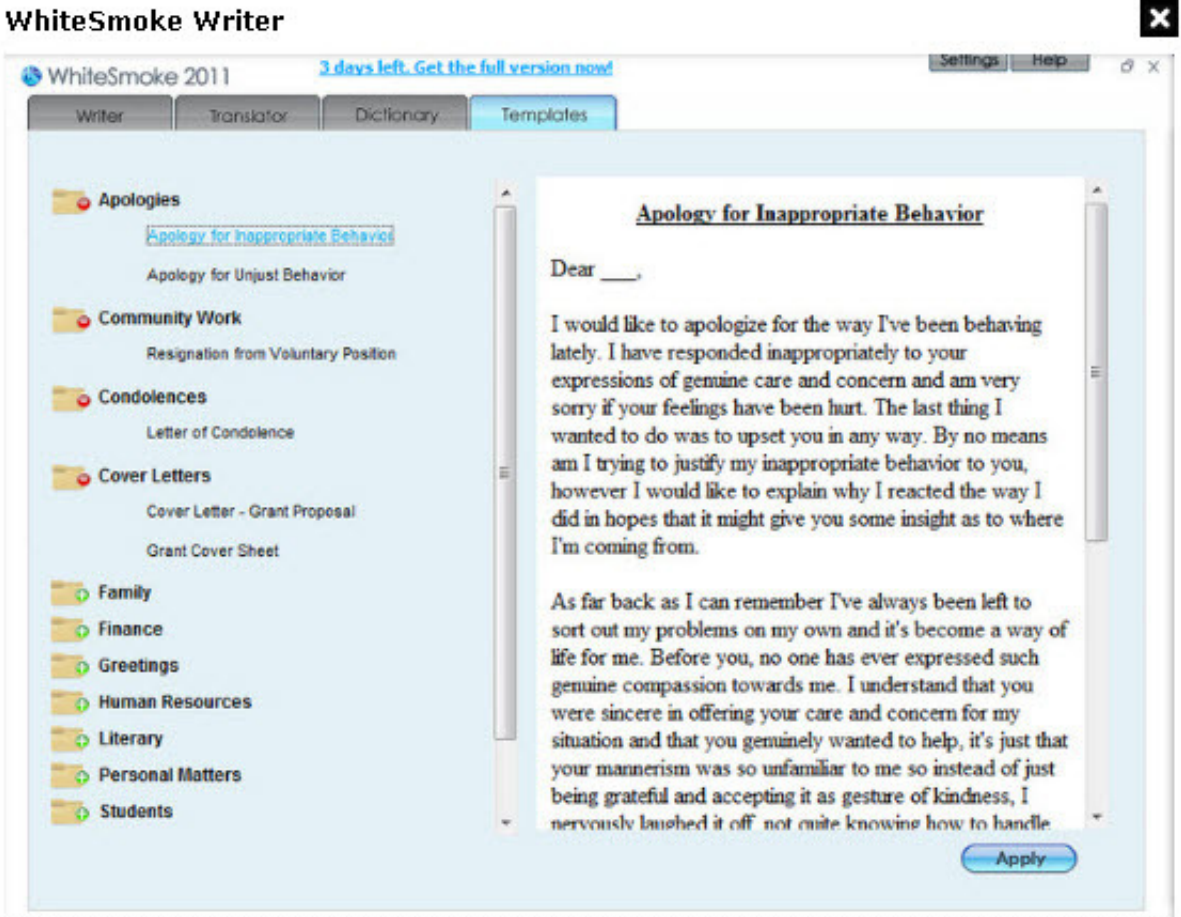 WhiteSmoke Writer
WhiteSmoke 2011
3 days left. Get the full version now!
Settings
Help
Writer
Translator
Dictionary
Templates
Apologies
Apology for Inappropriate Behavior
Apology for Unjust Behavior
Community Work
Resignation from Voluntary Position
Condolences
Letter of Condolence
Cover Letters
Cover Letter - Grant Proposal
Grant Cover Sheet
Family
Finance
Greetings
Human Resources
Literary
Personal Matters
Students
Apology for Inappropriate Behavior
Dear ___,
I would like to apologize for the way I've been behaving
lately. I have responded inappropriately to your
expressions of genuine care and concern and am very
sorry if your feelings have been hurt. The last thing I
wanted to do was to upset you in any way. By no means
am I trying to justify my inappropriate behavior to you,
however I would like to explain why I reacted the way I
did in hopes that it might give you some insight as to where
I'm coming from.
As far back as I can remember I've always been left to
sort out my problems on my own and it's become a way of
life for me. Before you, no one has ever expressed such
genuine compassion towards me. I understand that you
were sincere in offering your care and concern for my
situation and that you genuinely wanted to help, it's just that
your mannerism was so unfamiliar to me so instead of just
being grateful and accepting it as gesture of kindness, I
nervously laughed it off, not quite knowing how to handle
Apply